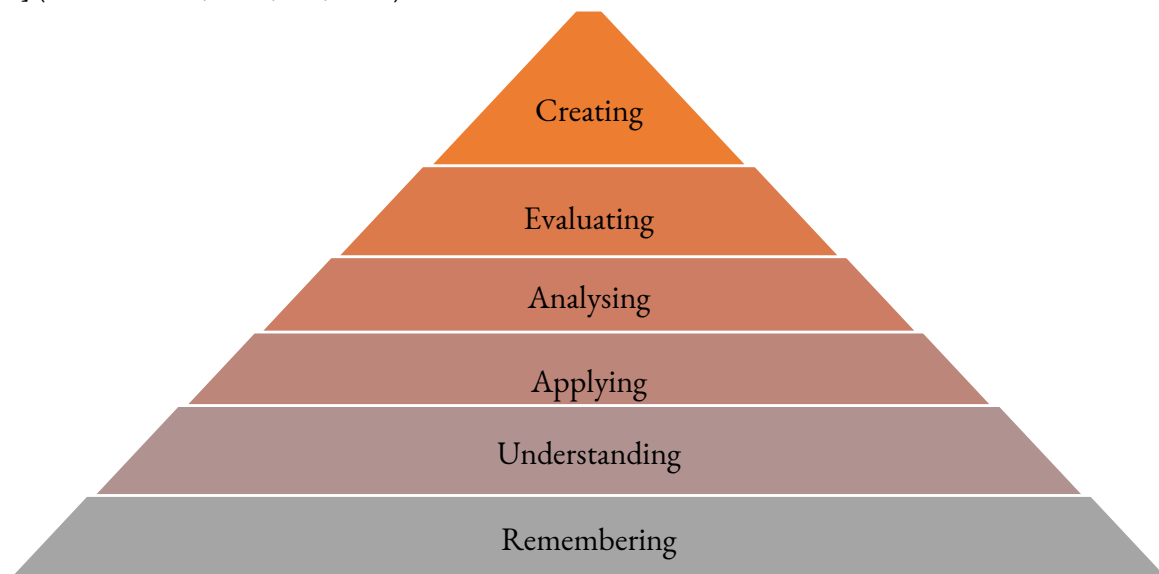 Creating
Evaluating
Analysing
Applying
Understanding
Remembering